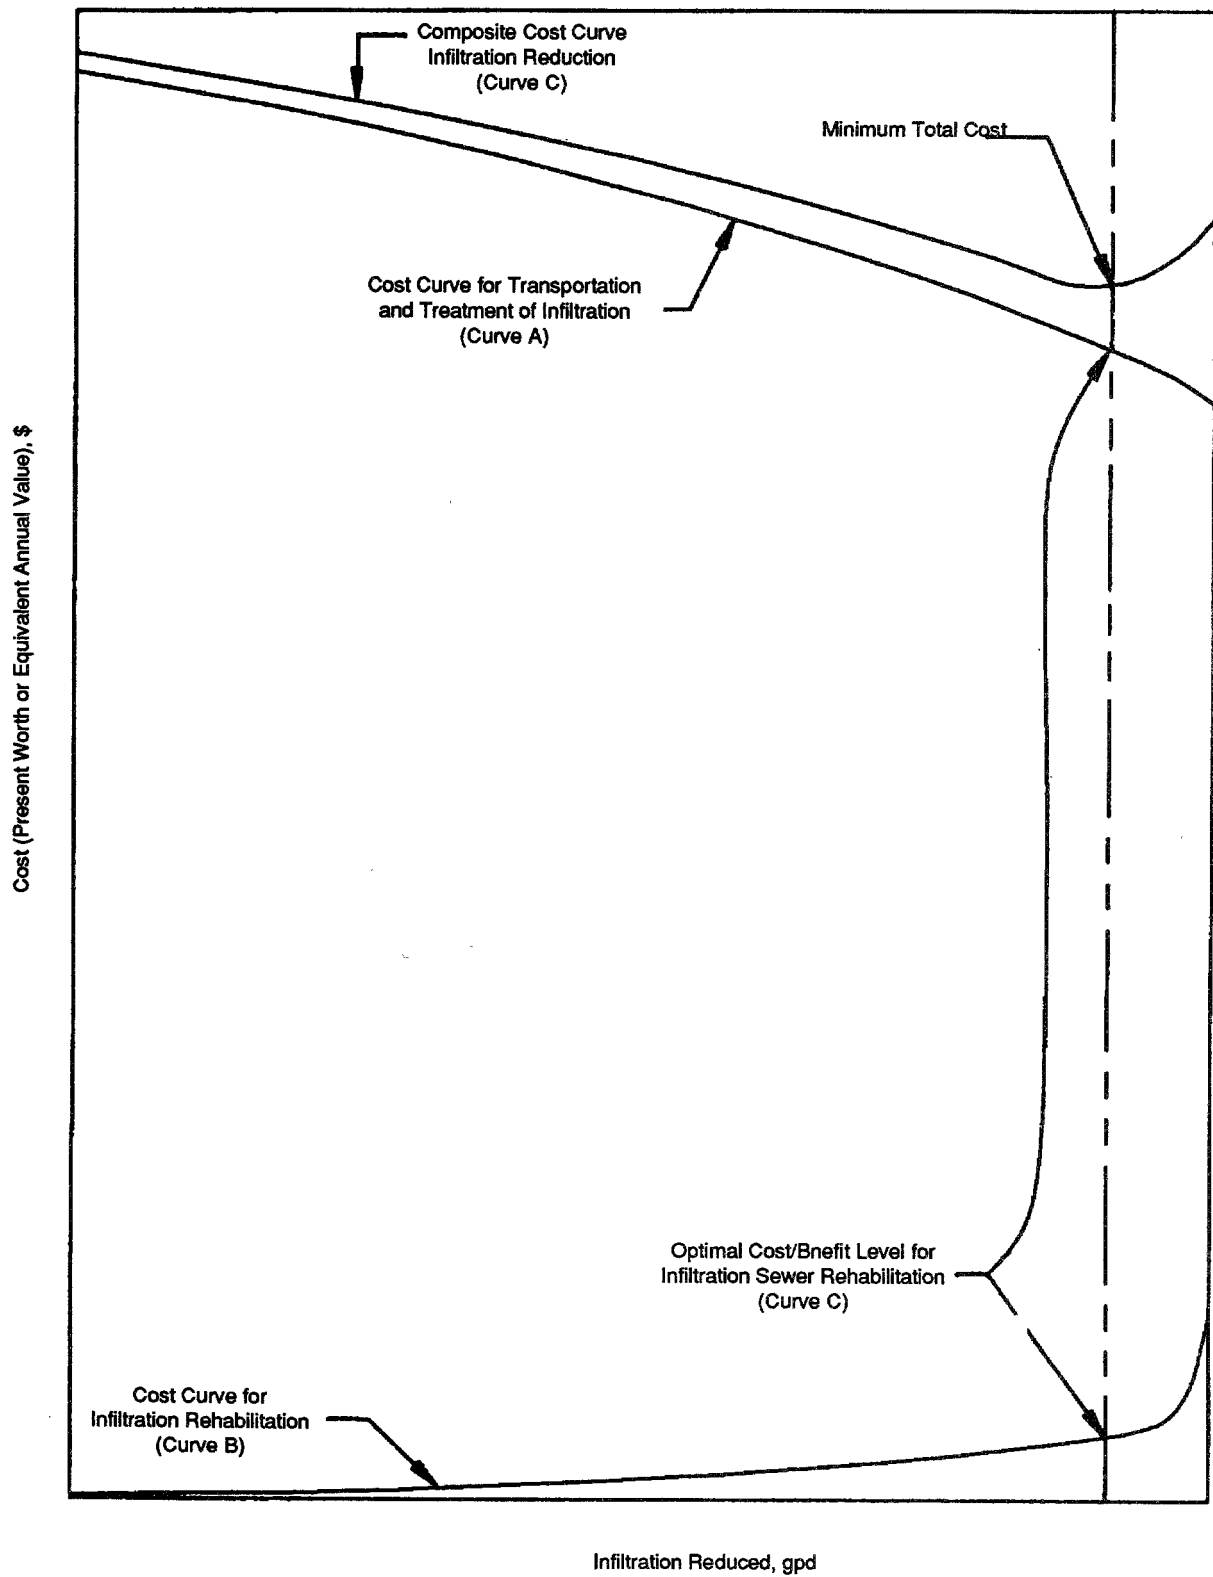 Composite Cost Curve
Infiltration Reduction
(Curve C)
Minimum Total Cost
Cost Curve for Transportation
and Treatment of Infiltration
(Curve A)
Cost (Present Worth or Equivalent Annual Value), $
Optimal Cost/Bnefit Level for
Infiltration Sewer Rehabilitation
(Curve C)
Cost Curve for
Infiltration Rehabilitation
(Curve B)
Infiltration Reduced, gpd